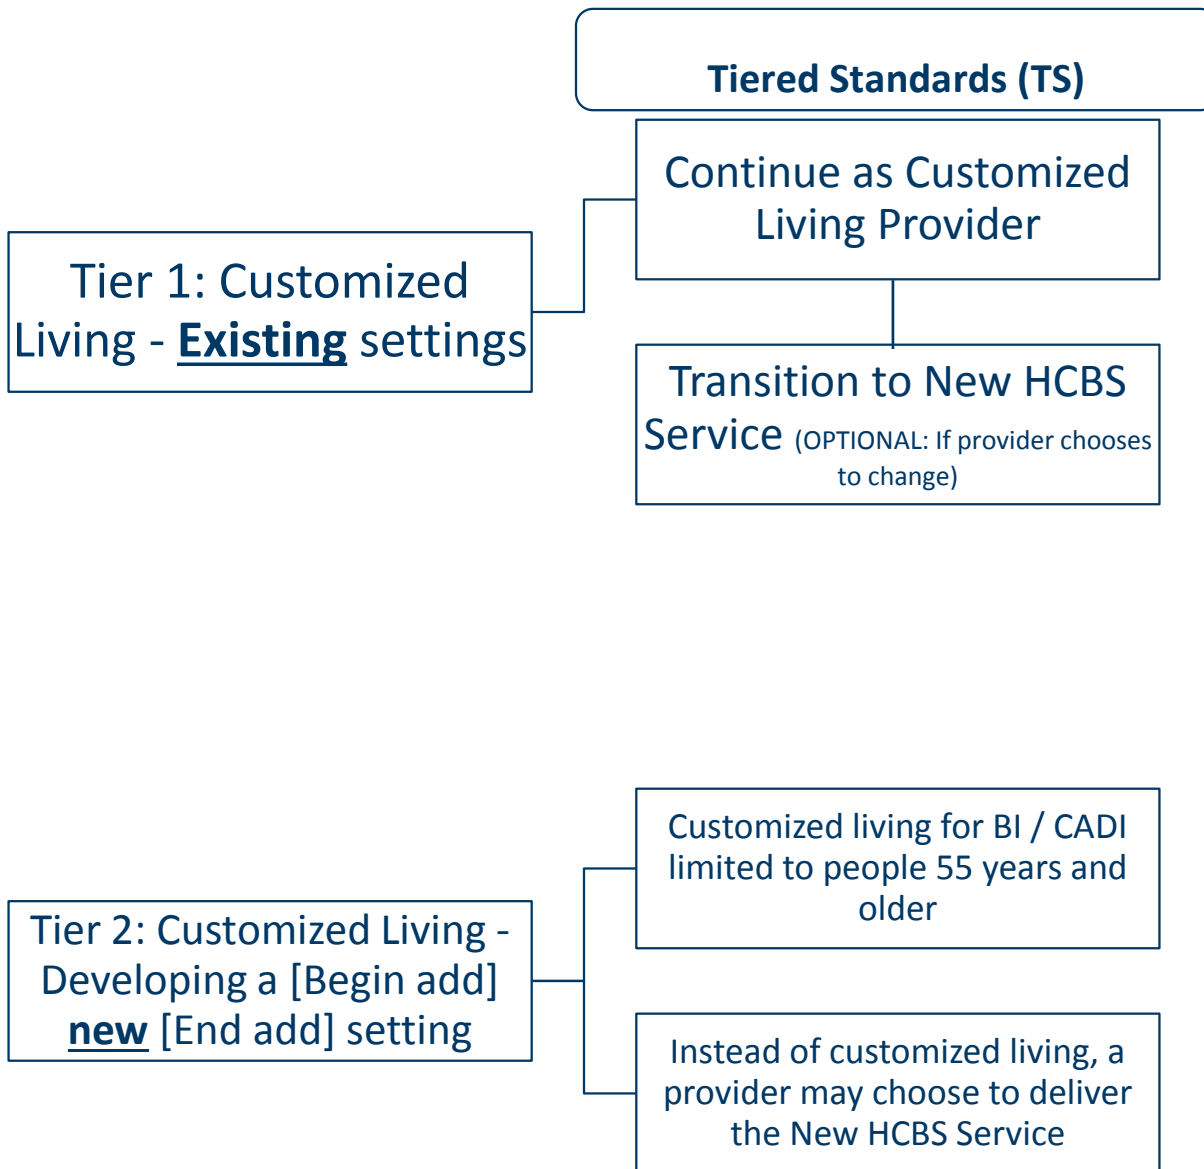 Tiered Standards (TS)
Continue as Customized
Living Provider
Tier 1: Customized
Living - Existing settings
Transition to New HCBS
Service (OPTIONAL: If provider chooses
to change)
Customized living for BI / CADI
limited to people 55 years and
older
Tier 2: Customized Living -
Developing a [Begin add]
new [End add] setting
Instead of customized living, a
provider may choose to deliver
the New HCBS Service